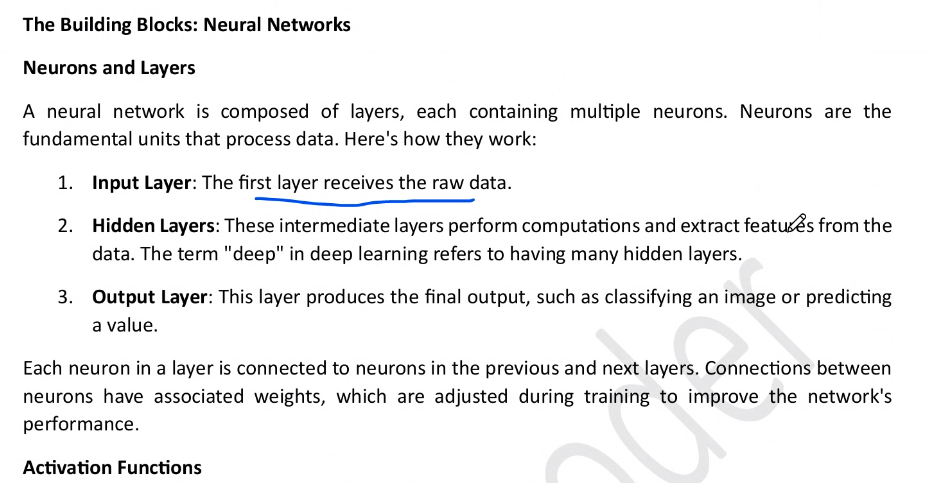 The Building Blocks: Neural Networks
Neurons and Layers
A neural network is composed of layers, each containing multiple neurons. Neurons are the
fundamental units that process data. Here's how they work:
1. Input Layer: The first layer receives the raw data.
2. Hidden Layers: These intermediate layers perform computations and extract features from the
data. The term "deep" in deep learning refers to having many hidden layers.
3. Output Layer: This layer produces the final output, such as classifying an image or predicting
a value.
Each neuron in a layer is connected to neurons in the previous and next layers. Connections between
neurons have associated weights, which are adjusted during training to improve the network's
performance.
Activation Functions